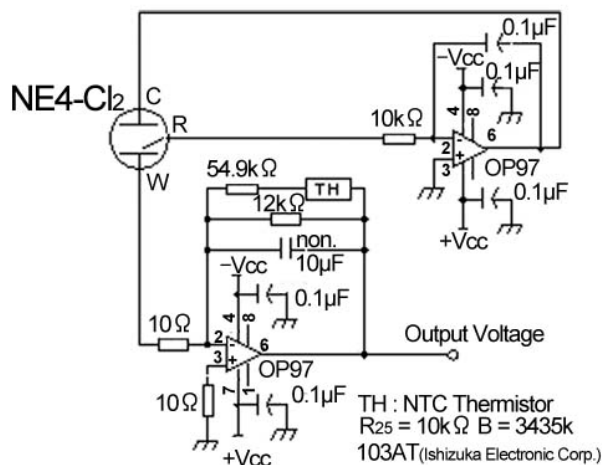 0.1µF
−Vcc
0.1µF
NE4-Cl2
C
R
W
10kΩ
4
8
2
3
6
OP97
0.1µF
+Vcc
54.9kΩ
TH
12kΩ
non.
10µF
−Vcc
0.1µF
4
8
10Ω
2
3
6
OP97
Output Voltage
10Ω
7
1
0.1µF
+Vcc
TH : NTC Thermistor
R25 = 10kΩ B = 3435k
103AT(Ishizuka Electronic Corp.)